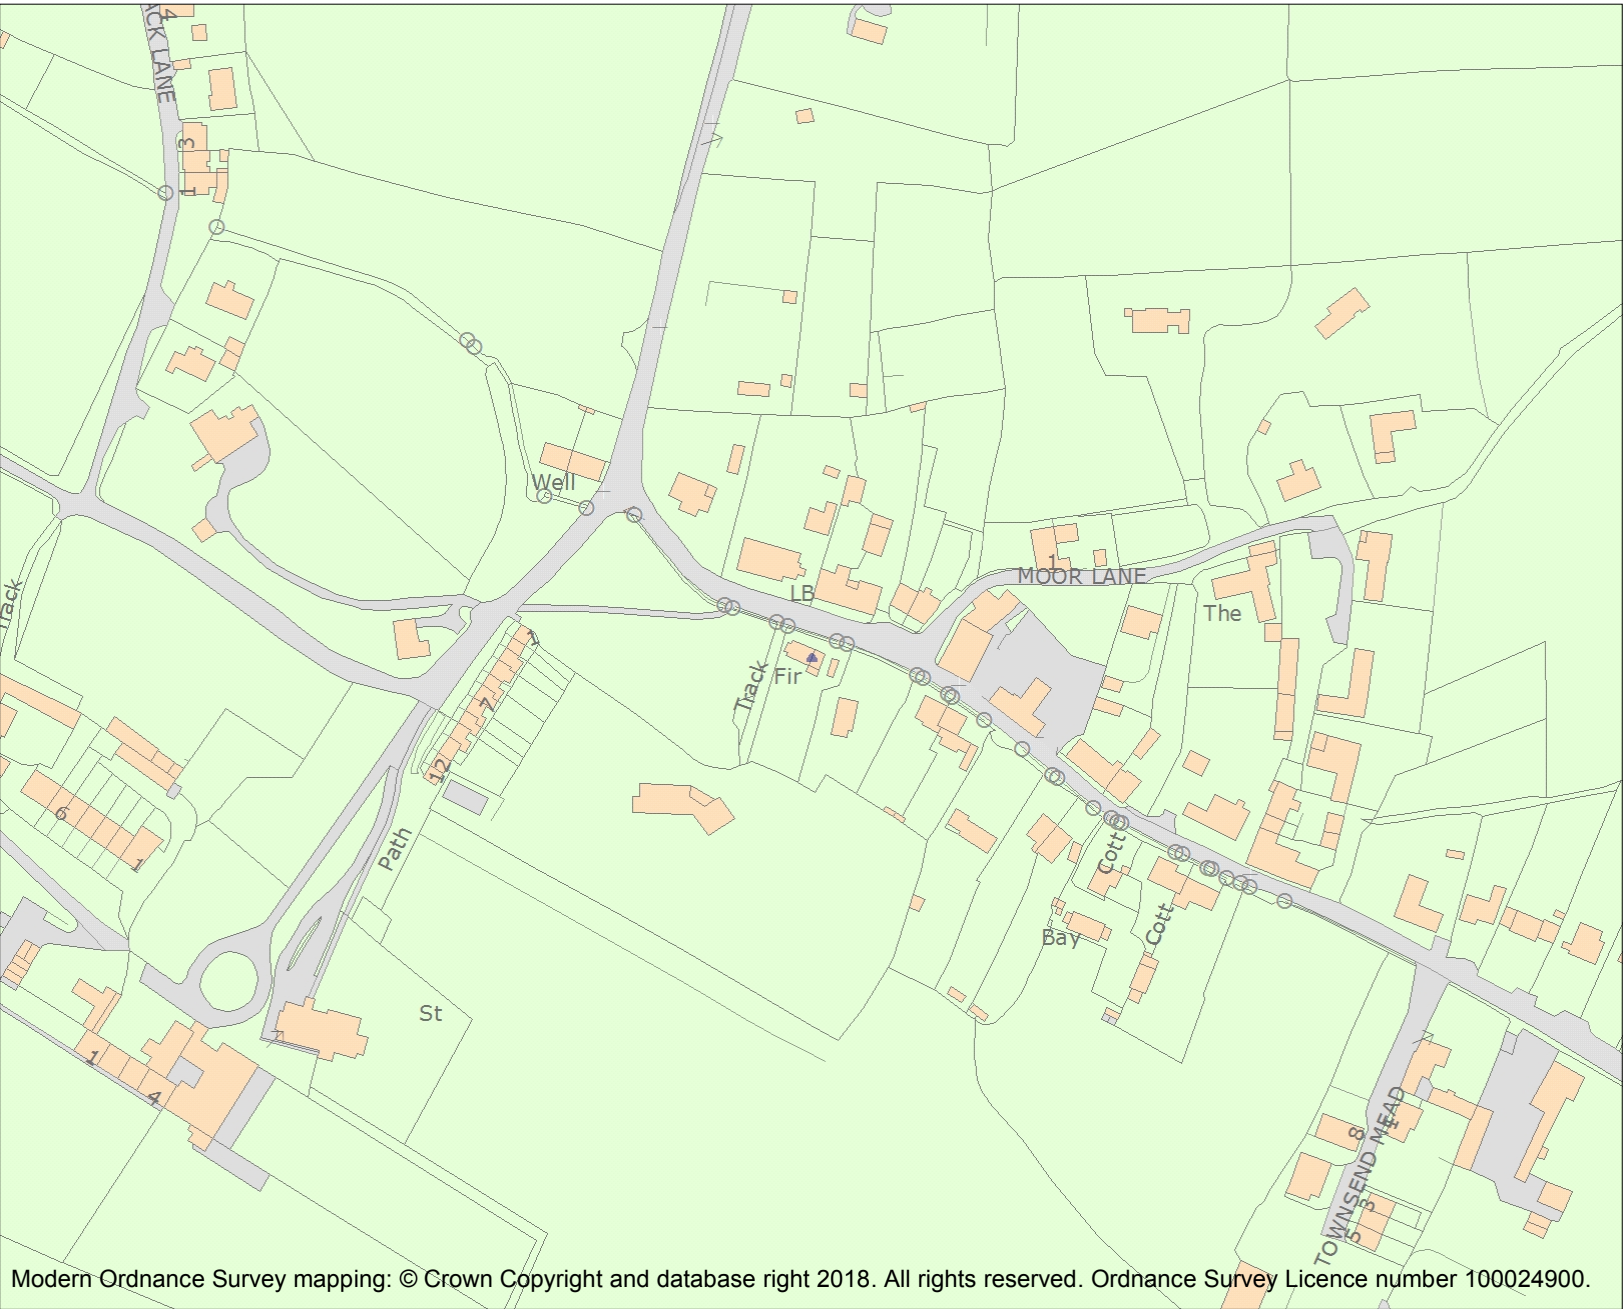 4
ACK LANE
3
1
Well
1
MOOR LANE
LB
The
1
Fir
Track
Track
7
12
6
1
Path
Cott
Cott
Bay
St
1
4
8
1
TOWNSEND MEAD
3
5
Modern Ordnance Survey mapping: © Crown Copyright and database right 2018. All rights reserved. Ordnance Survey Licence number 100024900.